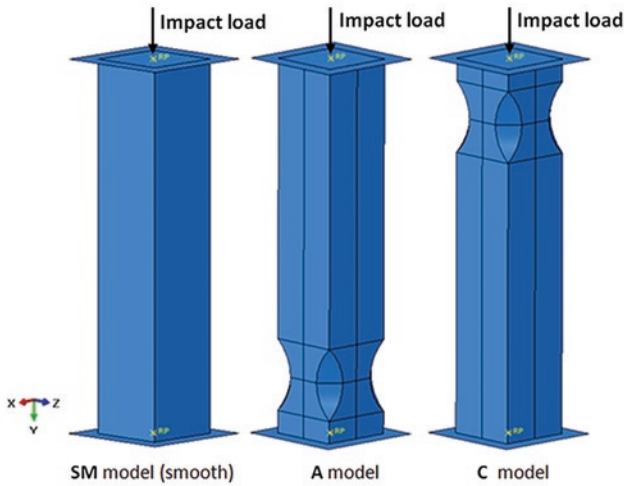 Impact load
Impact load
Impact load
RP
RP
RP
X
Z
Y
RP
RP
RP
SM model (smooth)
A model
C model